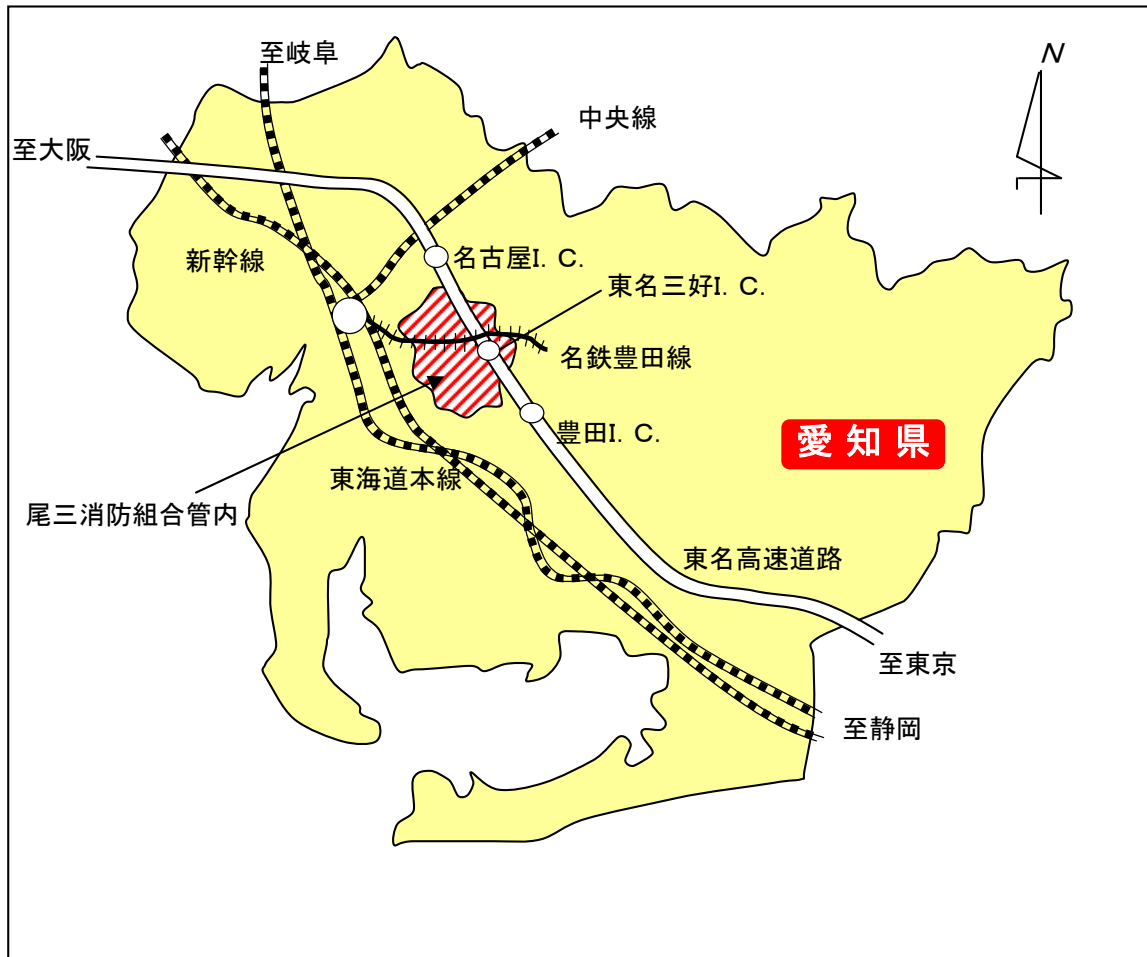 至岐阜
N
中央線
至大阪
新幹線
名古屋I. C.
東名三好I. C.
名鉄豊田線
豊田I. C.
愛知県
東海道本線
尾三消防組合管内
東名高速道路
至東京
至静岡